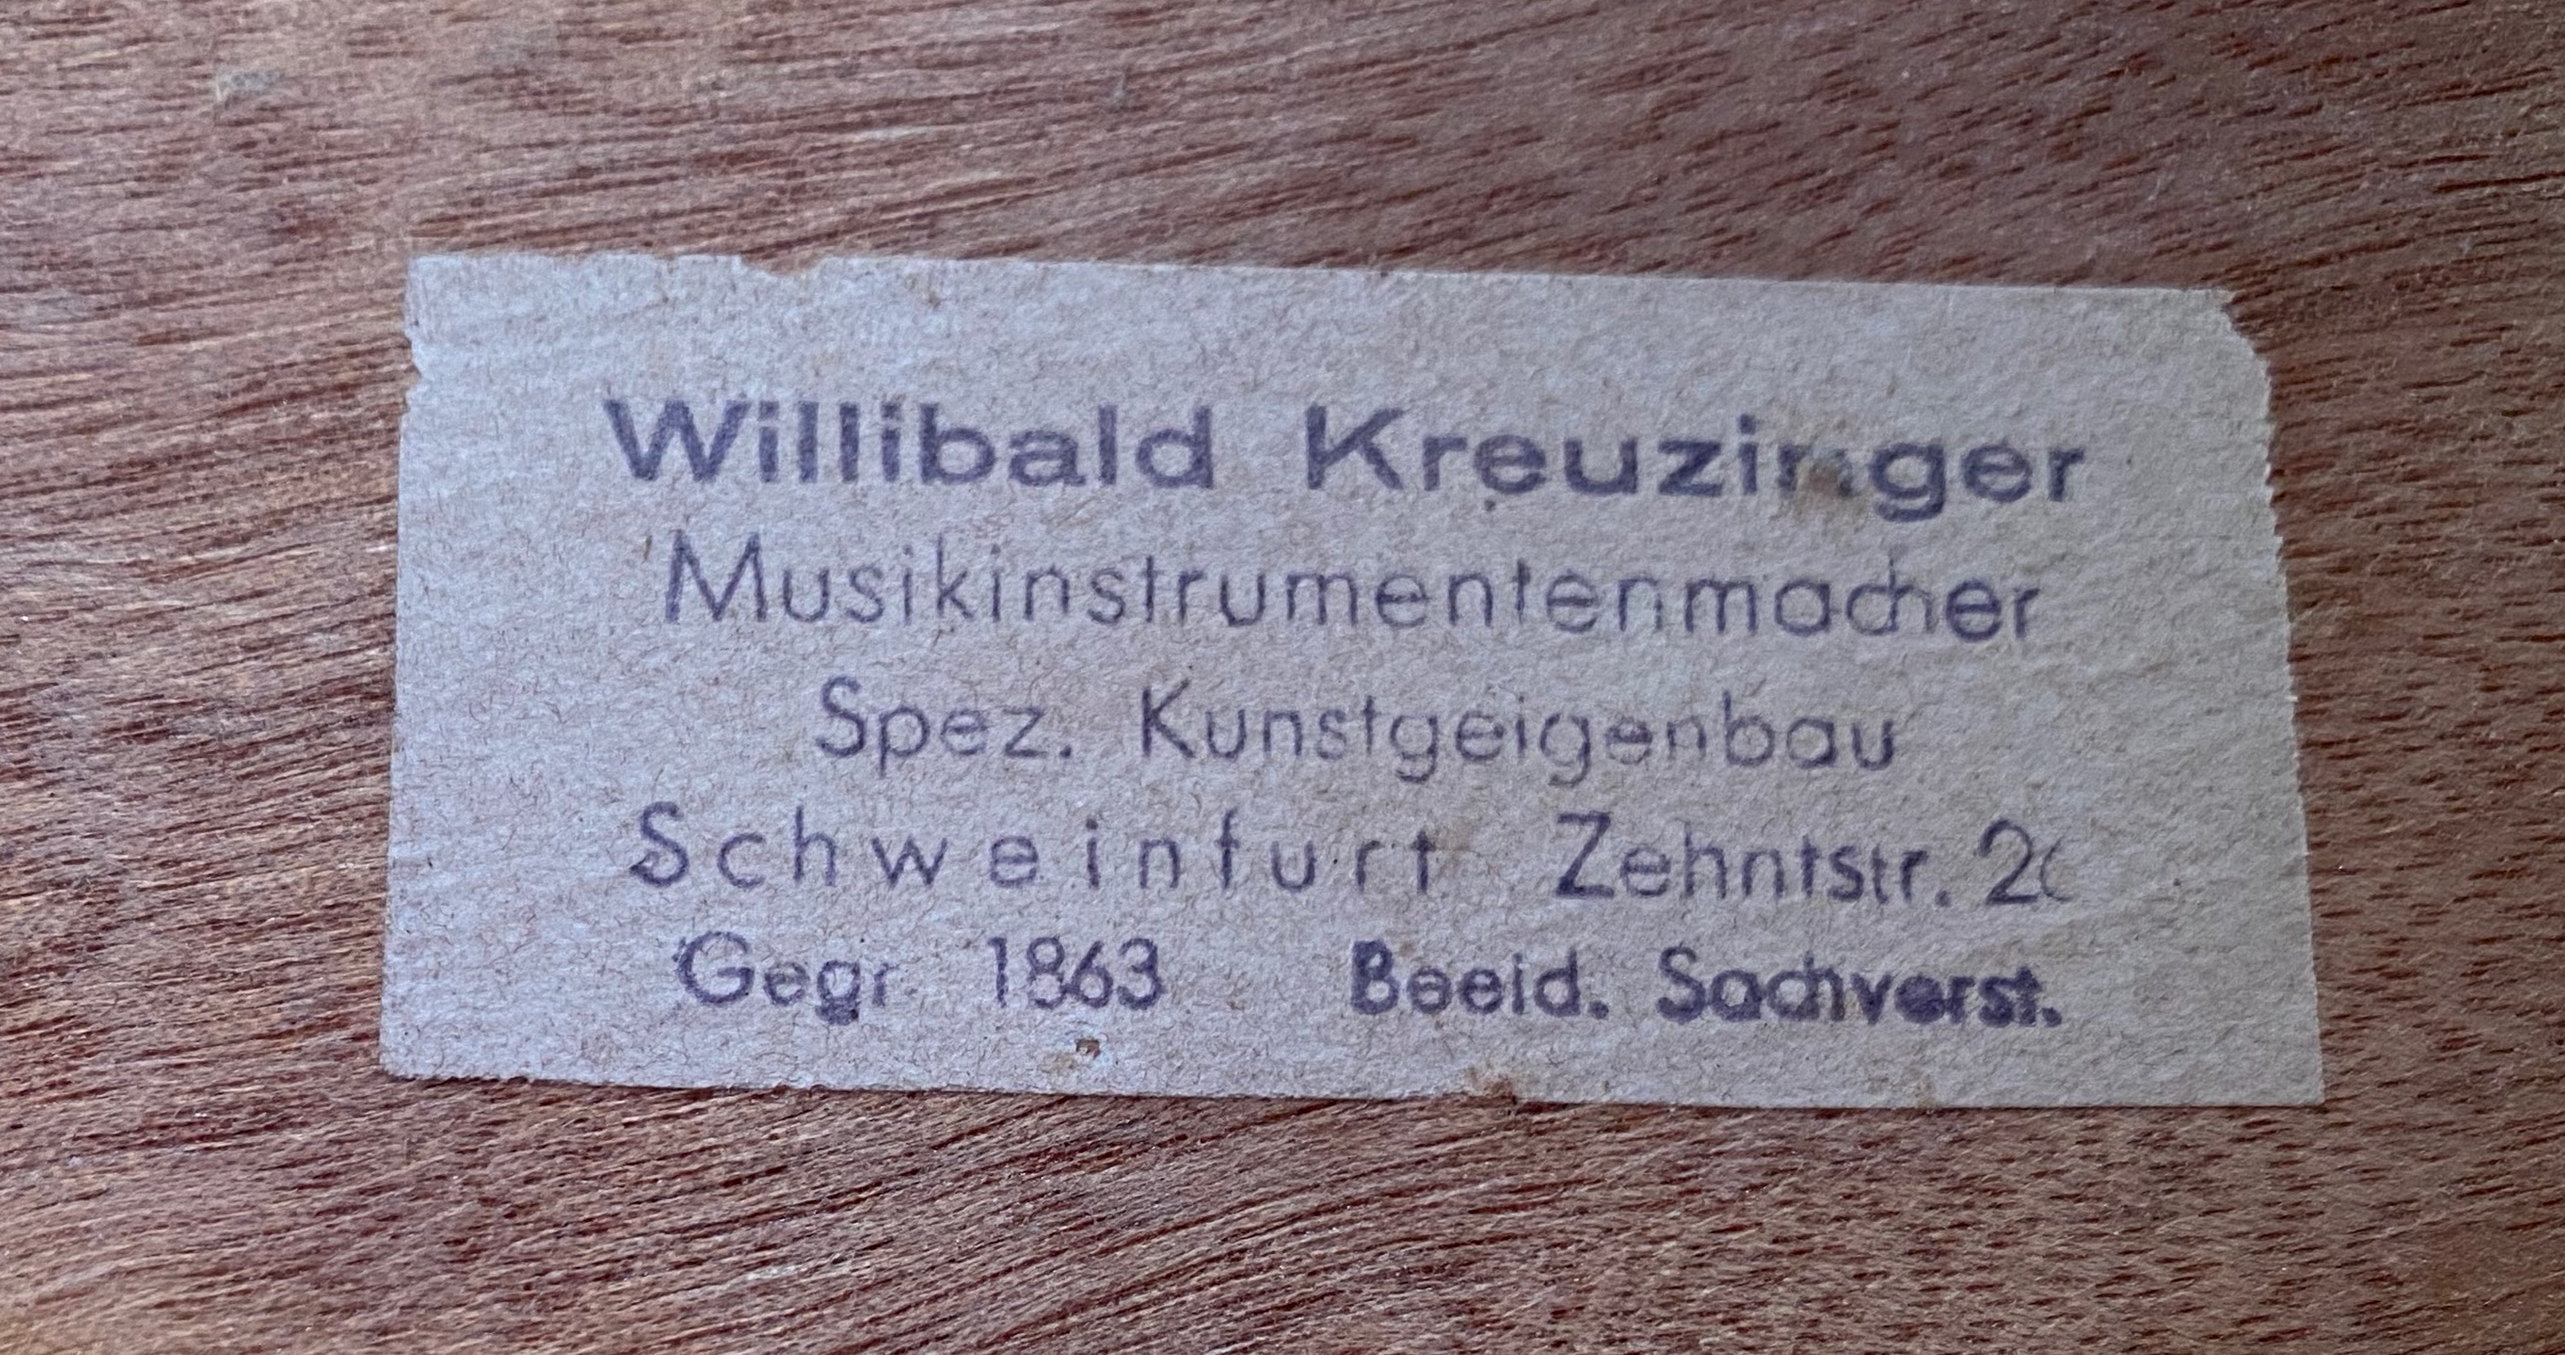 Willibald Kreuzinger
Musikinstrumentenmacher
Spez. Kunstgeigenbau
Schweinfurt Zehntstr.
Gegr. 1863 Beeid. Sachverst.